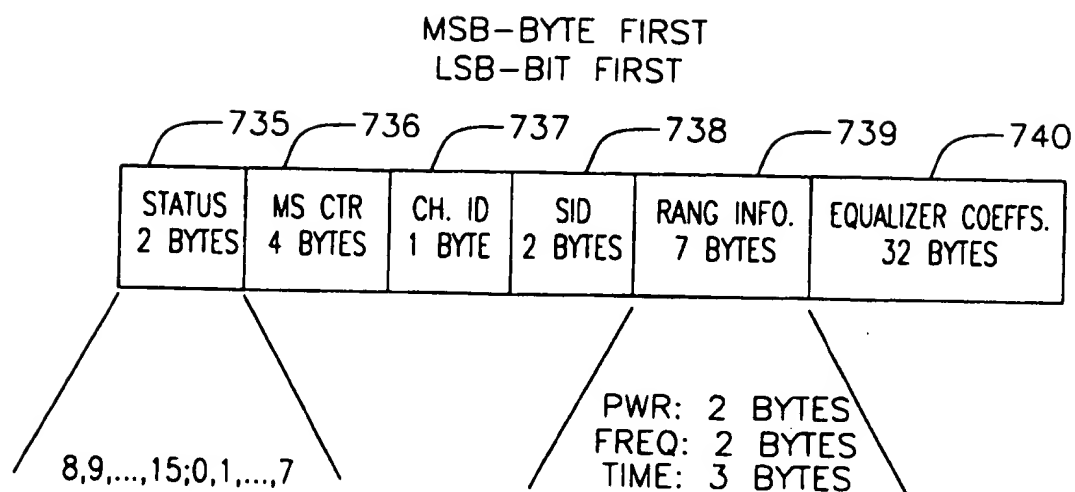 MSB-BYTE FIRST
LSB-BIT FIRST
735 736 737 738 739 740
STATUS MS CTR CH. ID SID RANG INFO. EQUALIZER COEFFS.
2 BYTES 4 BYTES 1 BYTE 2 BYTES 7 BYTES 32 BYTES
PWR: 2 BYTES
FREQ: 2 BYTES
8,9,...,15;0,1,...,7 TIME: 3 BYTES